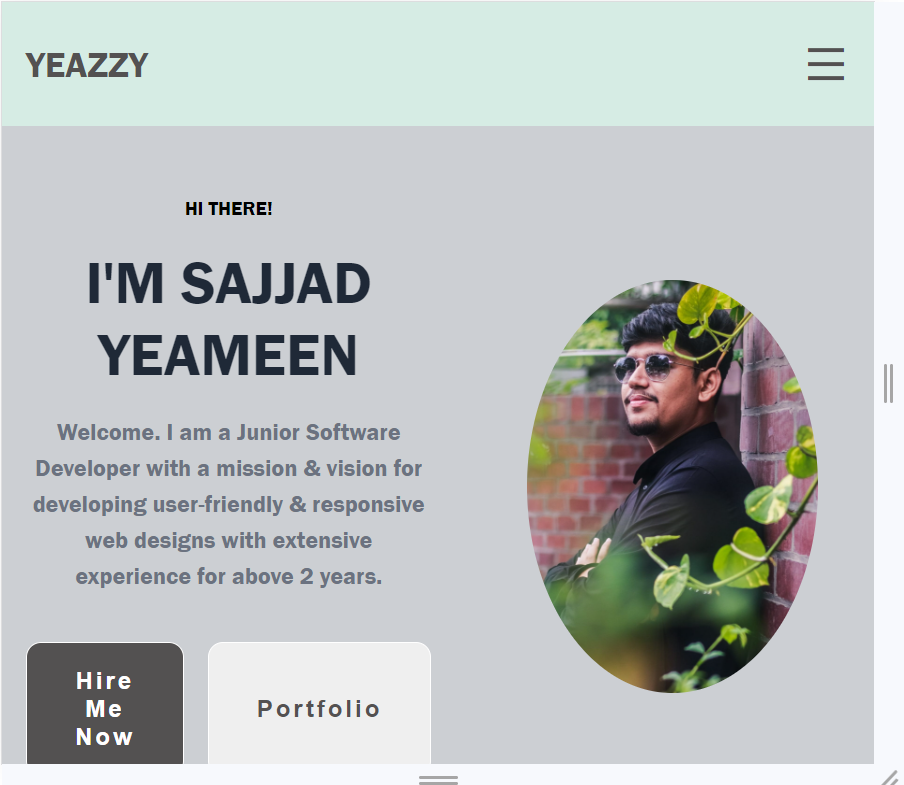 YEAZZY
HI THERE!
I'M SAJJAD
YEAMEEN
Welcome. I am a Junior Software
Developer with a mission & vision for
developing user-friendly & responsive
web designs with extensive
experience for above 2 years.
Hire
Me
Now
Portfolio